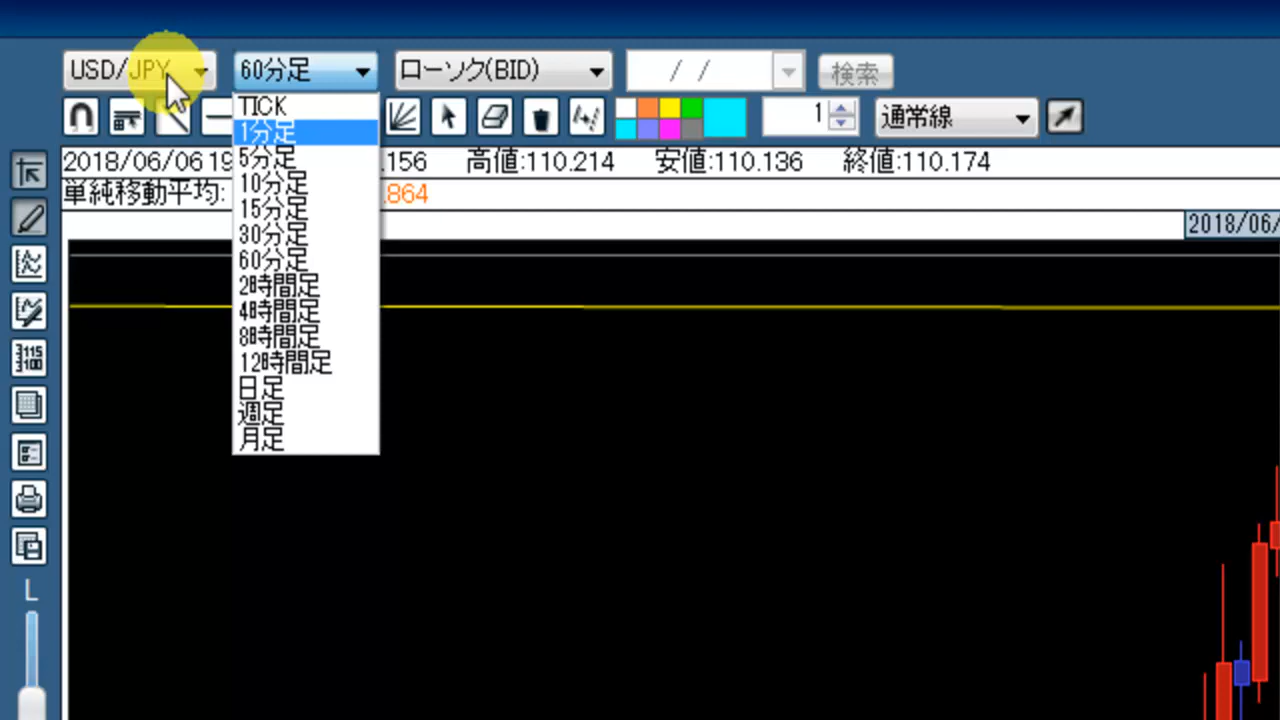 USD/JPY 60分足 ローソク(BID) / / 検索
1 通常線
2018/06/06 19 .156 高値:110.214 安値:110.136 終値:110.174
単純移動平均: .864
2018/06/
TICK
1分足
5分足
10分足
15分足
30分足
60分足
2時間足
4時間足
8時間足
12時間足
日足
週足
月足
115
100
L